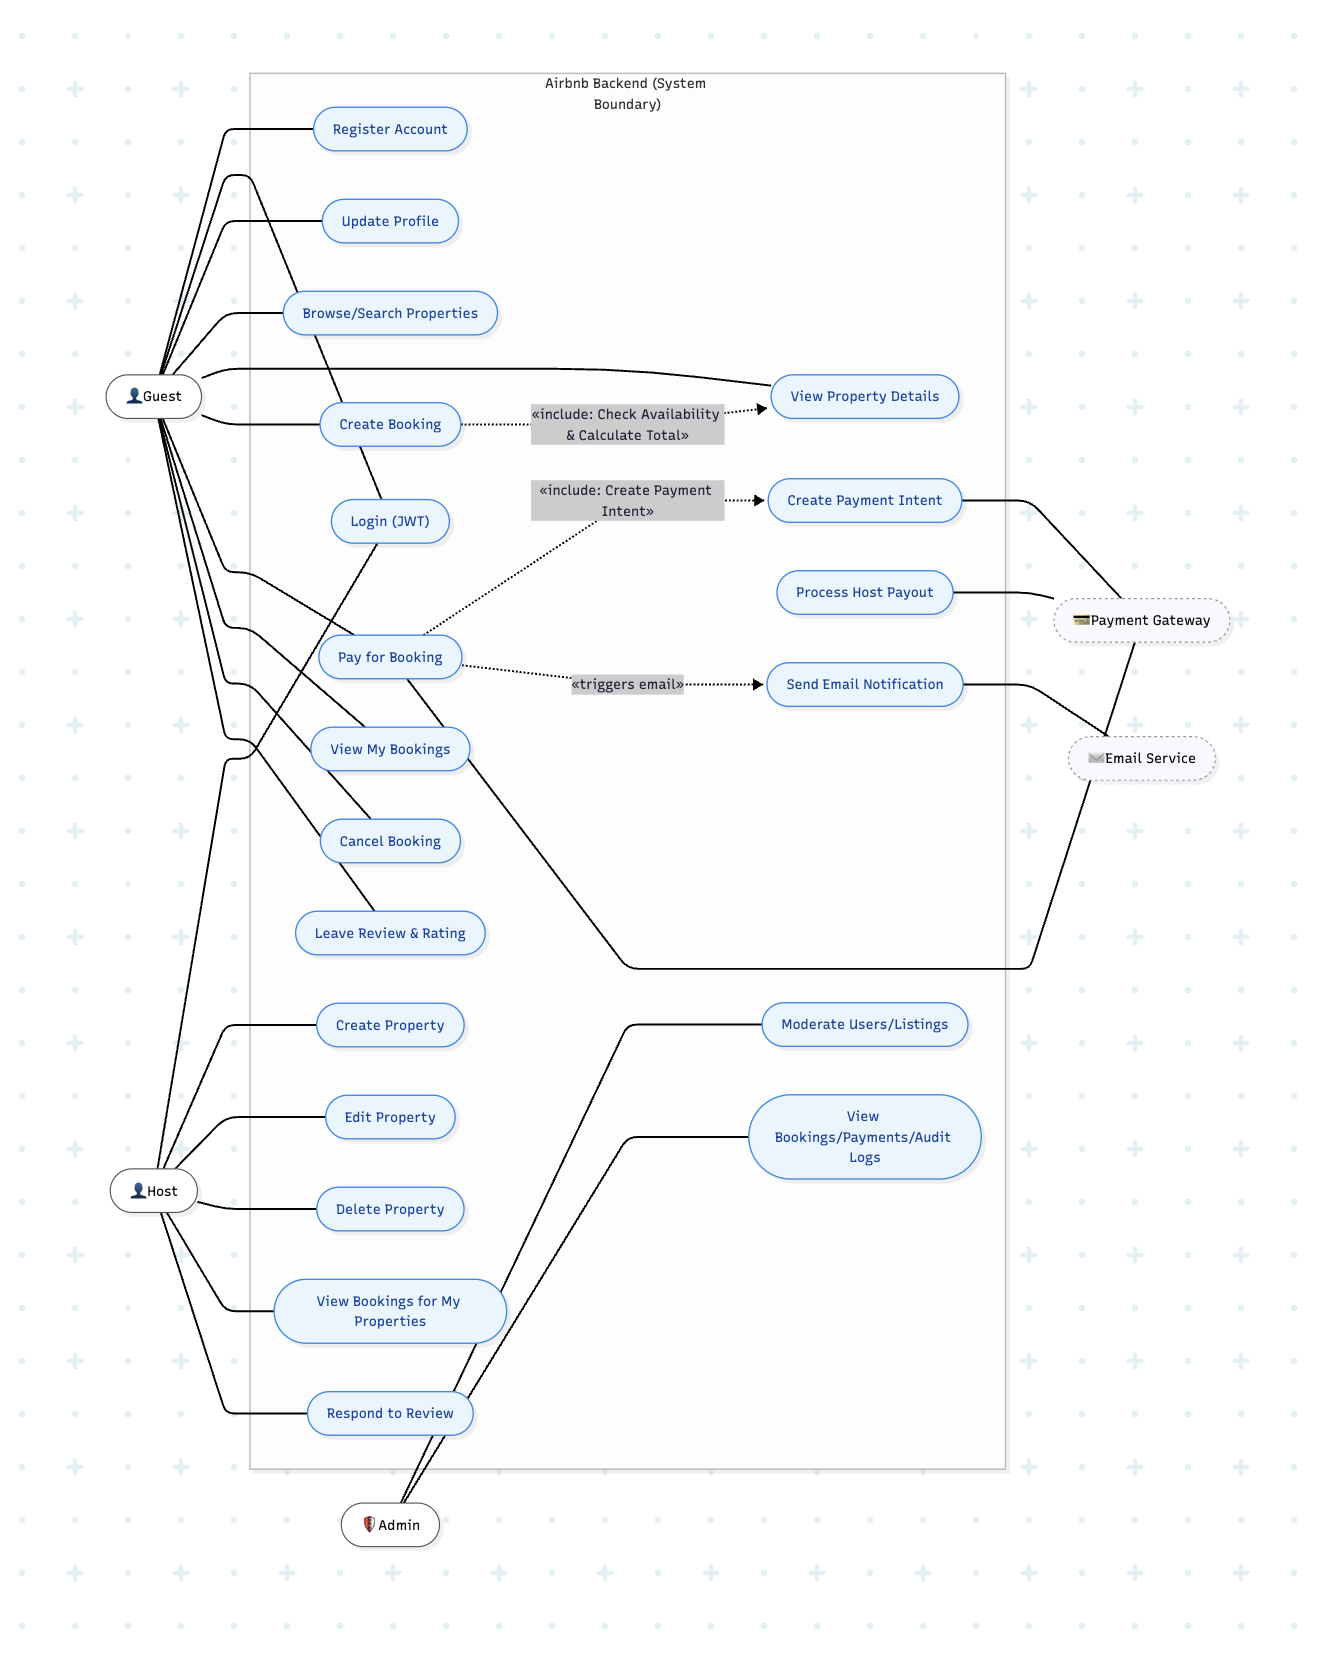 Airbnb Backend (System
Boundary)
Register Account
Update Profile
Browse/Search Properties
Guest
View Property Details
Create Booking
«include: Check Availability
& Calculate Total»
«include: Create Payment
Intent»
Create Payment Intent
Login (JWT)
Process Host Payout
Payment Gateway
Pay for Booking
«triggers email»
Send Email Notification
View My Bookings
Email Service
Cancel Booking
Leave Review & Rating
Create Property
Moderate Users/Listings
Edit Property
View
Bookings/Payments/Audit
Logs
Host
Delete Property
View Bookings for My
Properties
Respond to Review
Admin